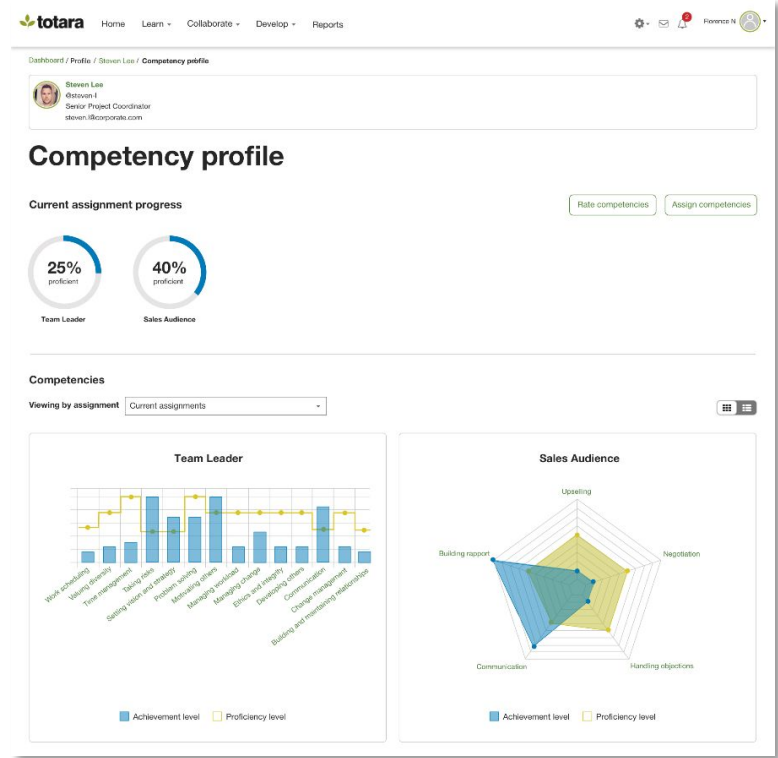 totara Home Learn Collaborate Develop Reports 2 Florence N
Dashboard / Profile / Steven Lee / Competency profile
Steven Lee
@steven-l
Senior Project Coordinator
steven.l@corporate.com
Competency profile
Current assignment progress Rate competencies Assign competencies
25% 40%
proficient proficient
Team Leader Sales Audience
Competencies
Viewing by assignment Current assignments
Team Leader
Work scheduling
Valuing diversity
Time management
Taking risks
Setting vision and strategy
Problem solving
Motivating others
Managing workload
Managing change
Ethics and integrity
Developing others
Communication
Change management
Building and maintaining relationships
Achievement level Proficiency level
Sales Audience
Upselling
Building rapport Negotiation
Communication Handling objections
Achievement level Proficiency level